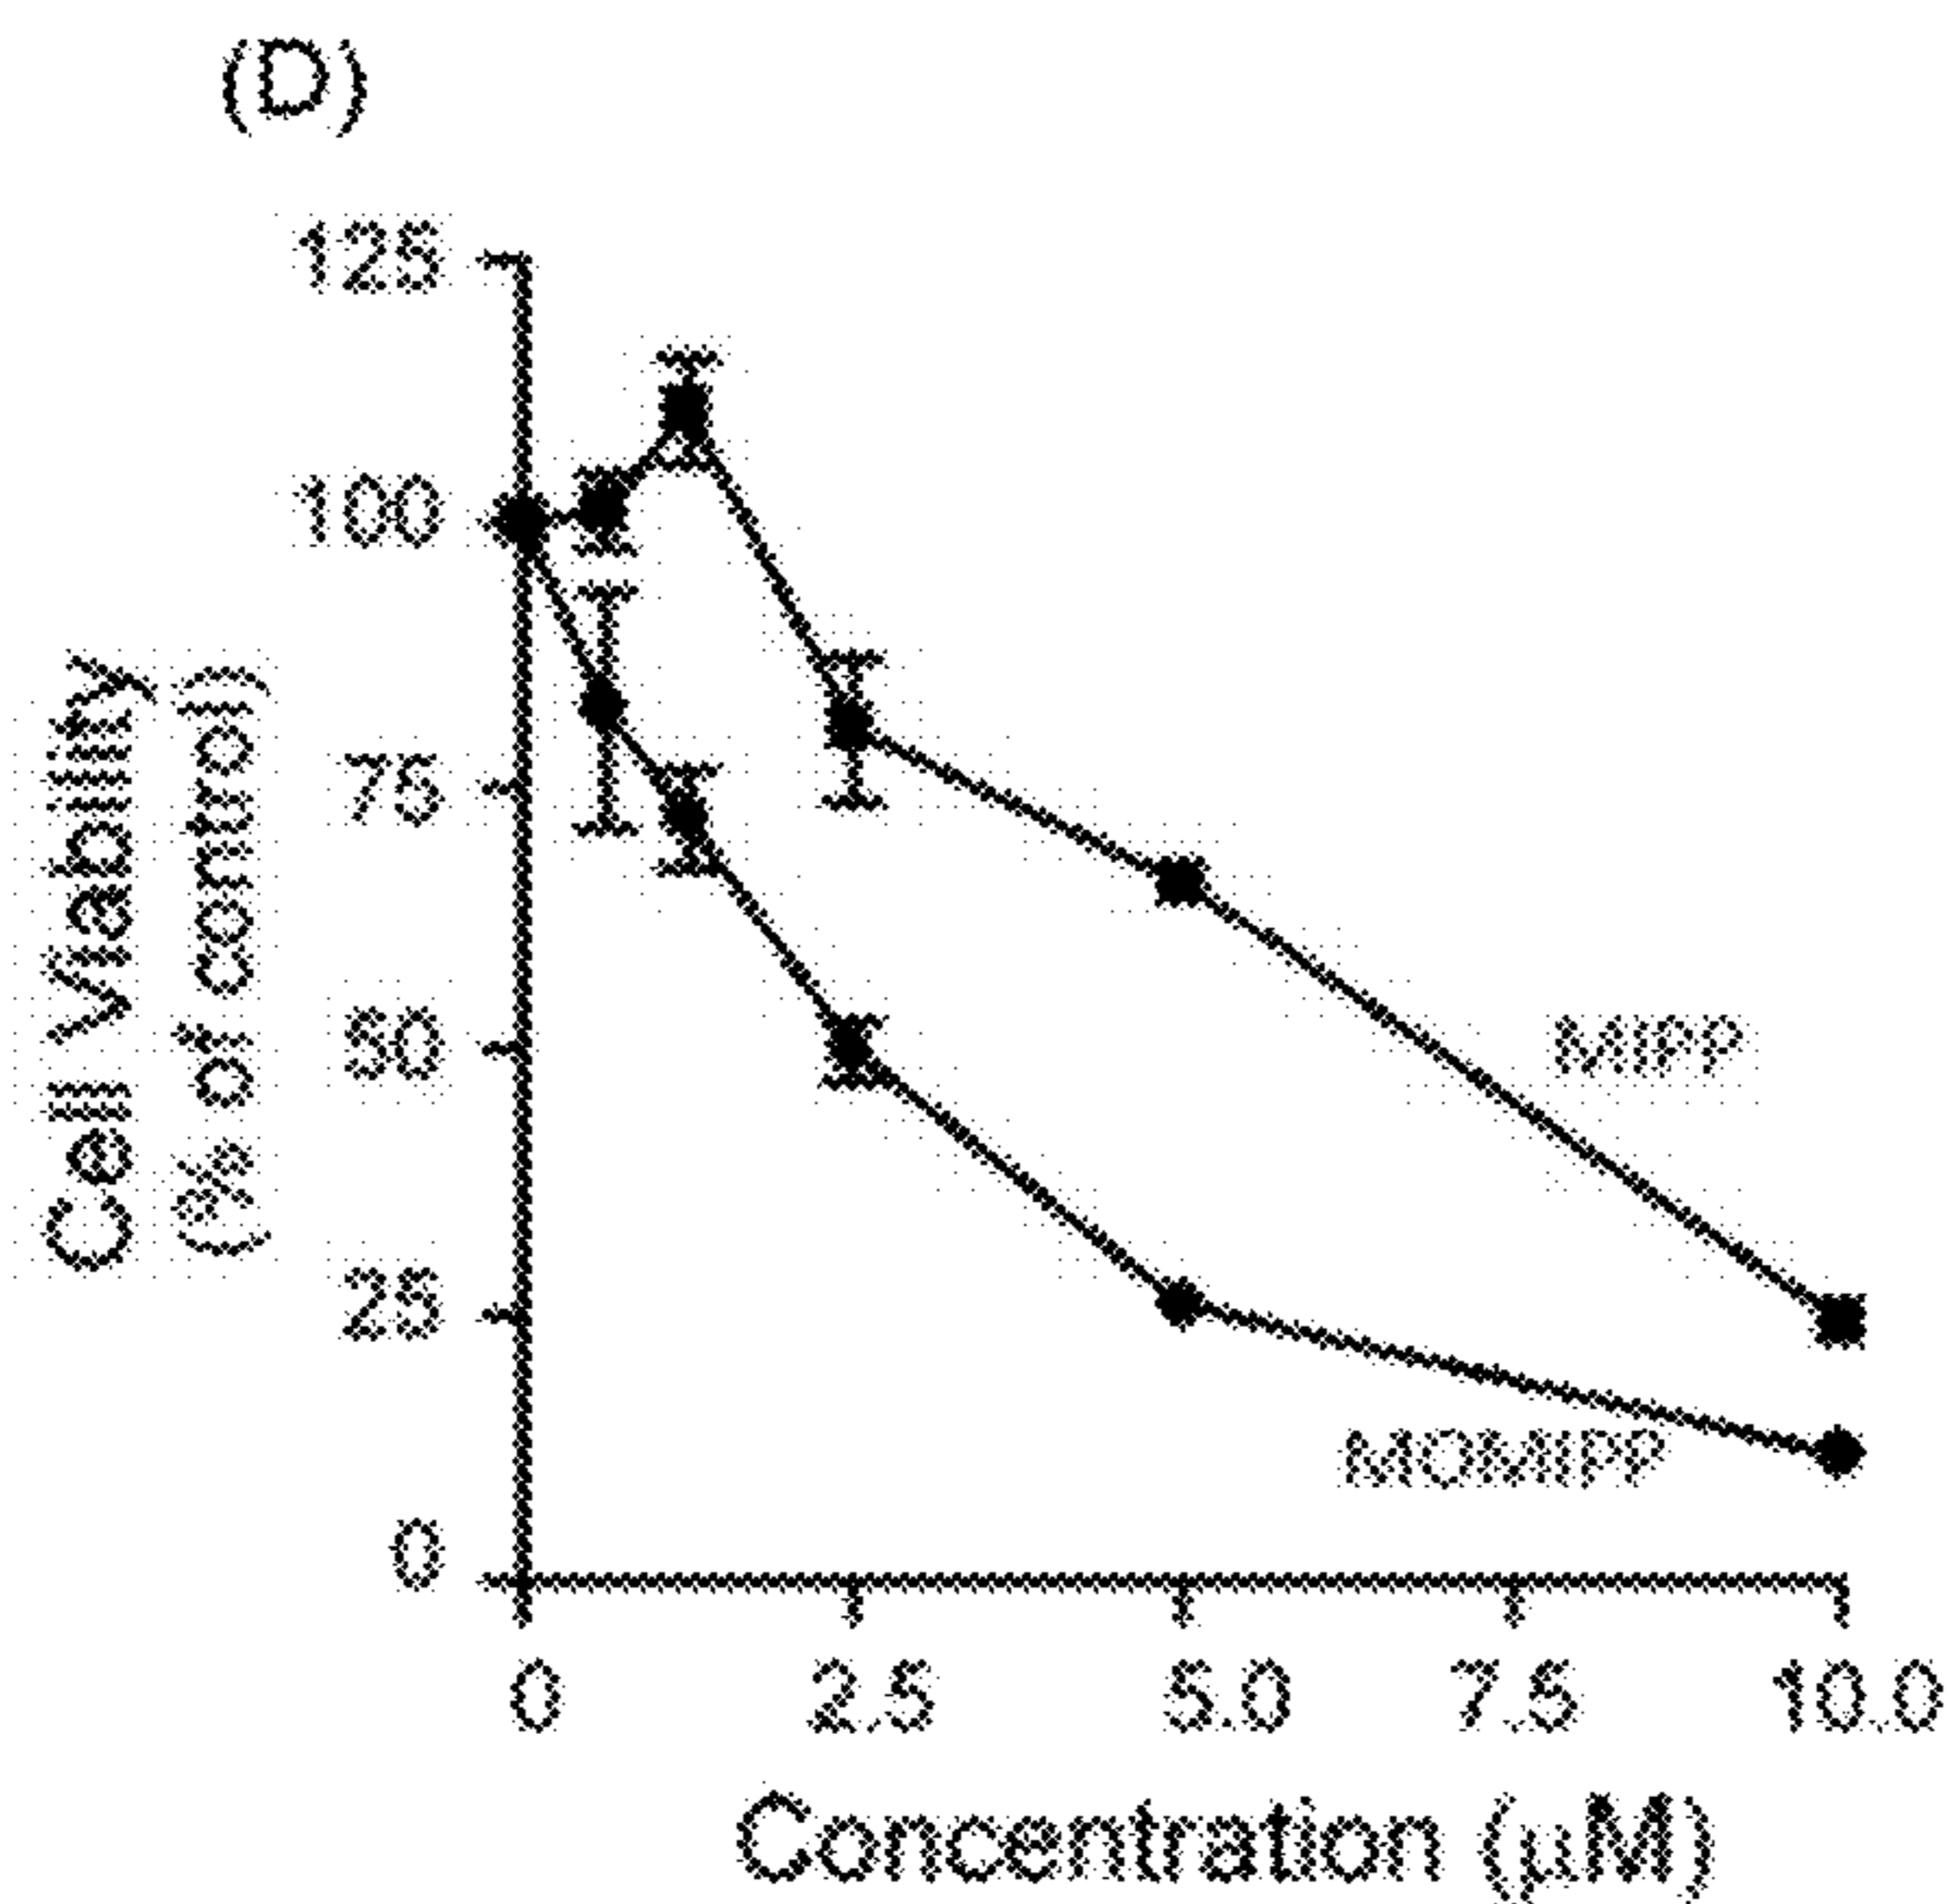 (D)
125
100
75
50
25
0
Cell Viability
(% of control)
MIPP
MOMIPP
0 2.5 5.0 7.5 10.0
Concentration (µM)